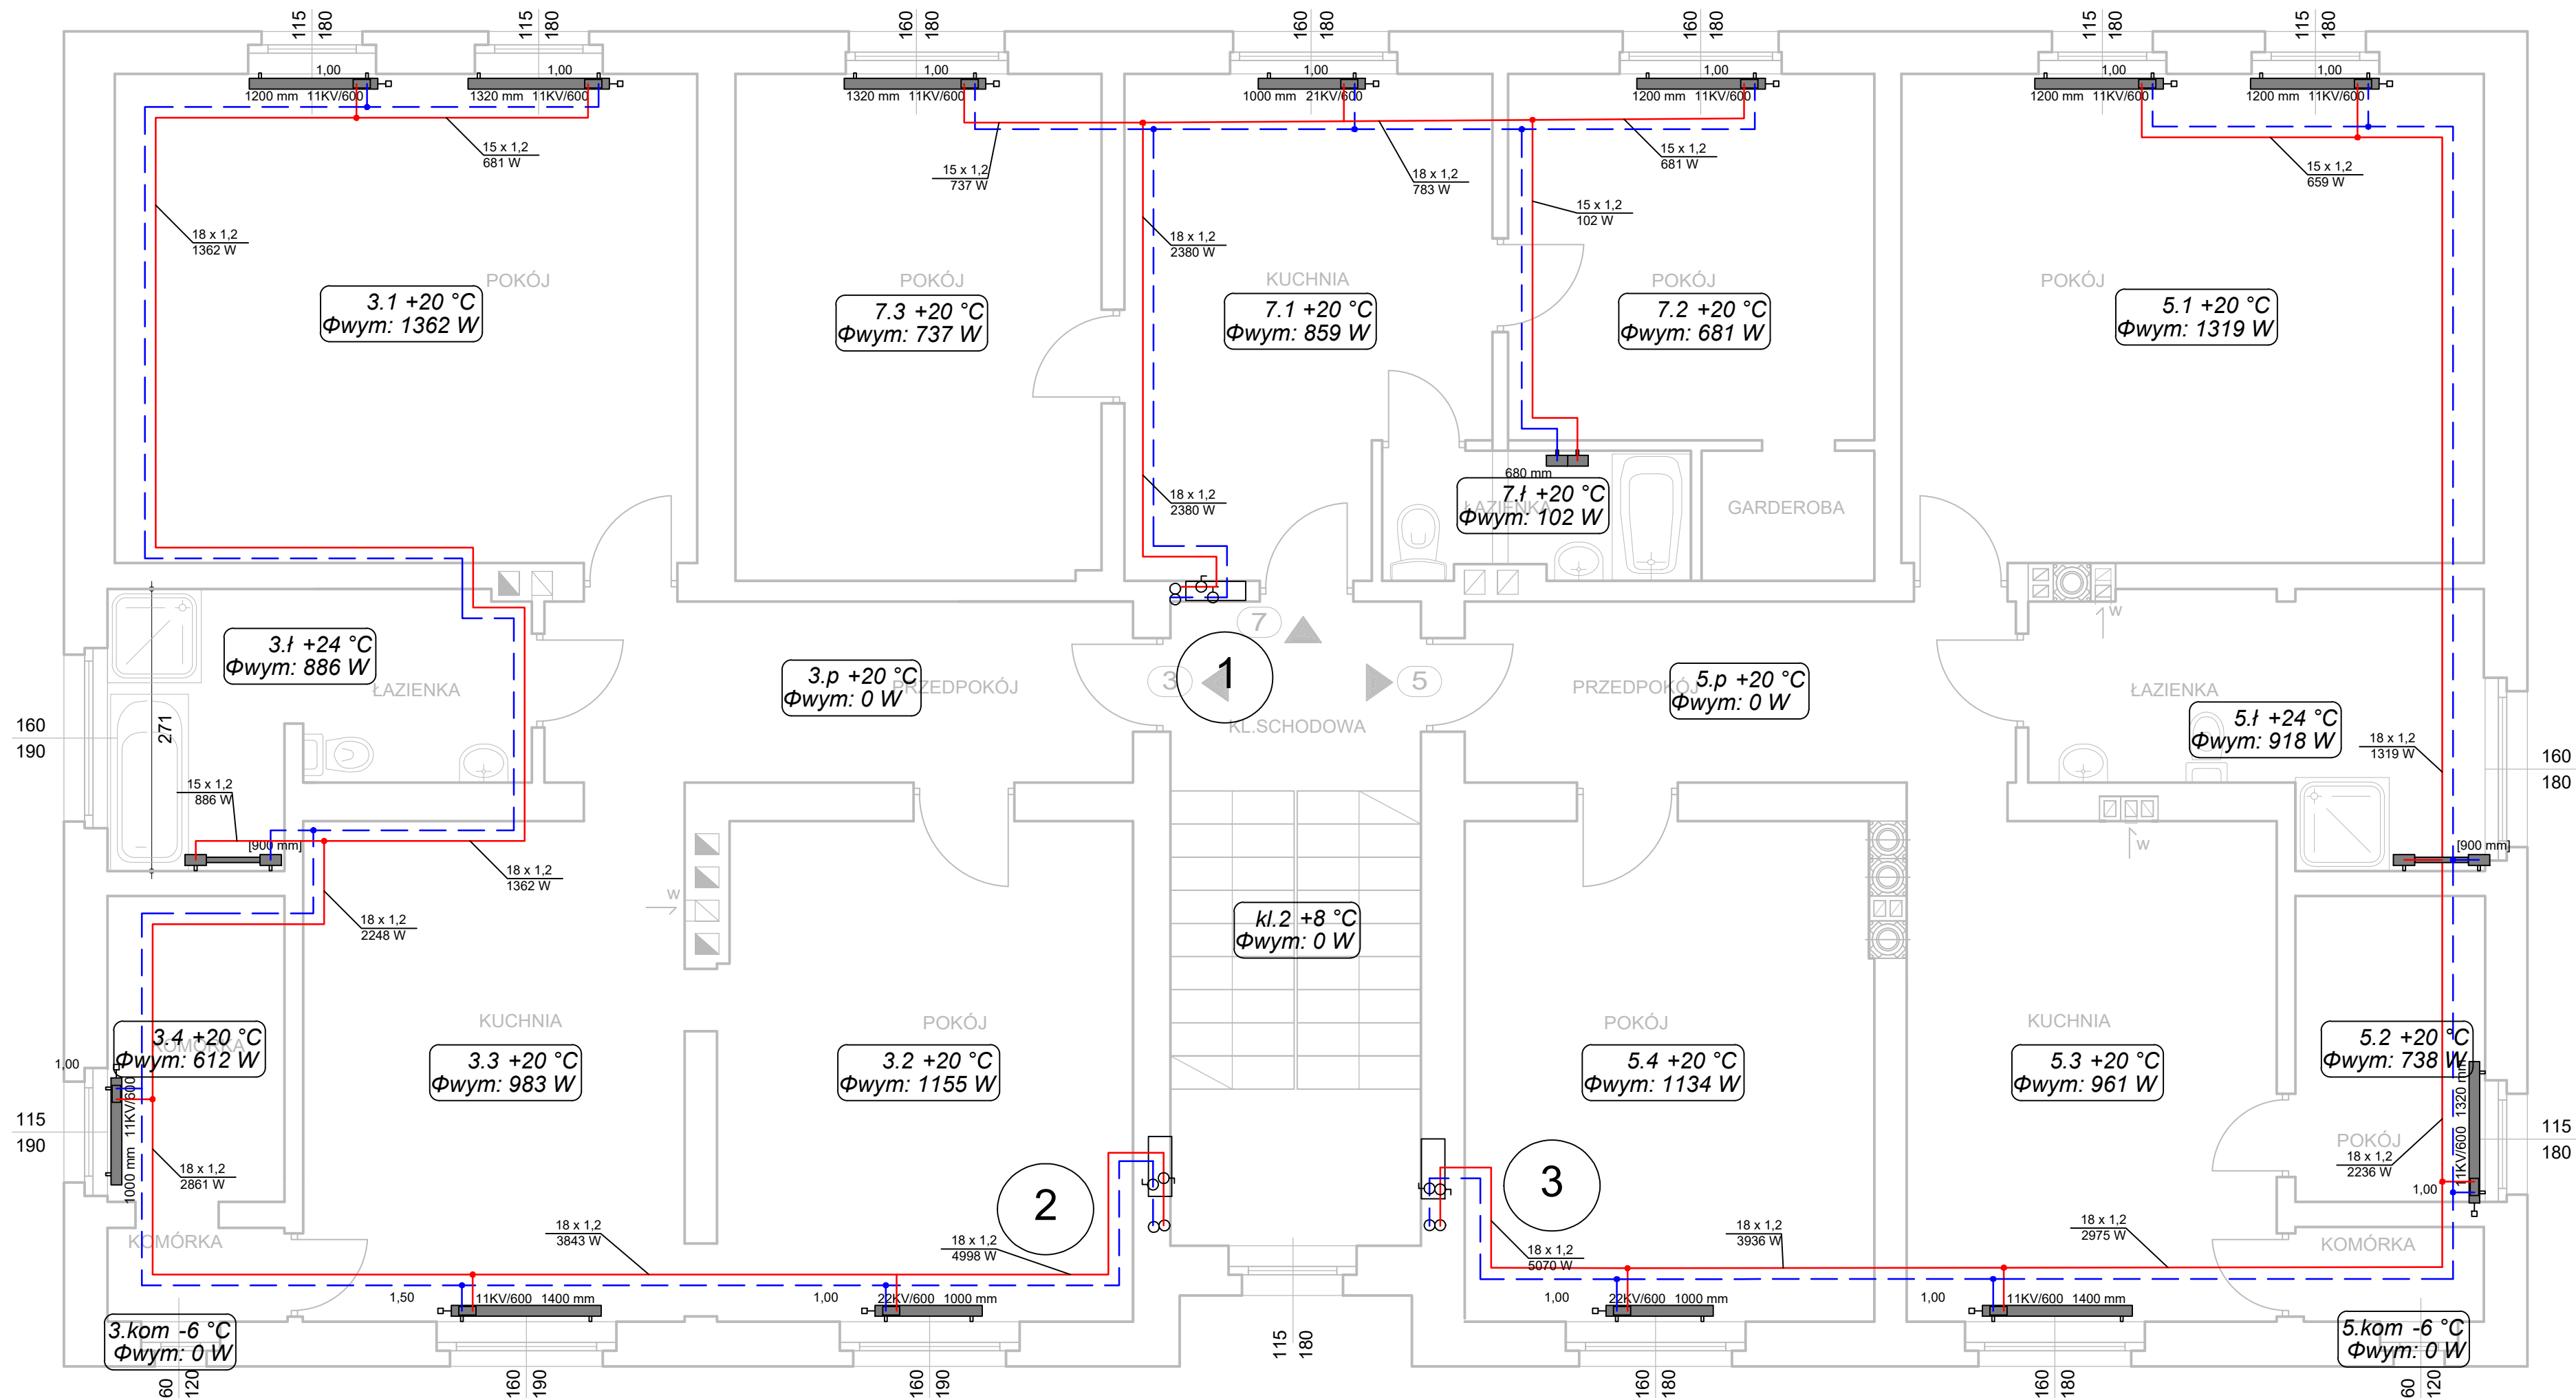 115
180
115
180
160
180
160
180
160
180
115
180
115
180
1,00
1200 mm 11KV/600
1,00
1320 mm 11KV/600
1,00
1320 mm 11KV/600
1,00
1000 mm 21KV/600
1,00
1200 mm 11KV/600
1,00
1200 mm 11KV/600
1,00
1200 mm 11KV/600
15 x 1,2
681 W
15 x 1,2
737 W
18 x 1,2
783 W
15 x 1,2
681 W
15 x 1,2
659 W
18 x 1,2
1362 W
18 x 1,2
2380 W
15 x 1,2
102 W
POKÓJ
3.1 +20 °C
Φwym: 1362 W
POKÓJ
7.3 +20 °C
Φwym: 737 W
KUCHNIA
7.1 +20 °C
Φwym: 859 W
POKÓJ
7.2 +20 °C
Φwym: 681 W
POKÓJ
5.1 +20 °C
Φwym: 1319 W
18 x 1,2
2380 W
680 mm
7.ł +20 °C
ŁAZIENKA
Φwym: 102 W
GARDEROBA
3.ł +24 °C
Φwym: 886 W
ŁAZIENKA
271
3.p +20 °C
PRZEDPOKÓJ
Φwym: 0 W
7
3
1
5
KL.SCHODOWA
5.p +20 °C
PRZEDPOKÓJ
Φwym: 0 W
W
ŁAZIENKA
5.ł +24 °C
Φwym: 918 W
18 x 1,2
1319 W
160
190
160
180
15 x 1,2
886 W
[900 mm]
18 x 1,2
1362 W
18 x 1,2
2248 W
W
W
[900 mm]
kl.2 +8 °C
Φwym: 0 W
3.4 +20 °C
KOMÓRKA
Φwym: 612 W
1,00
1000 mm 11KV/600
KUCHNIA
3.3 +20 °C
Φwym: 983 W
POKÓJ
3.2 +20 °C
Φwym: 1155 W
POKÓJ
5.4 +20 °C
Φwym: 1134 W
KUCHNIA
5.3 +20 °C
Φwym: 961 W
5.2 +20 °C
Φwym: 738 W
11KV/600 1320 mm
POKÓJ
18 x 1,2
2236 W
1,00
115
190
115
180
18 x 1,2
2861 W
2
3
KOMÓRKA
18 x 1,2
3843 W
18 x 1,2
4998 W
18 x 1,2
5070 W
18 x 1,2
3936 W
18 x 1,2
2975 W
KOMÓRKA
1,50
11KV/600 1400 mm
1,00
22KV/600 1000 mm
1,00
22KV/600 1000 mm
1,00
11KV/600 1400 mm
3.kom -6 °C
Φwym: 0 W
5.kom -6 °C
Φwym: 0 W
60
120
160
190
160
190
115
180
160
180
160
180
60
120